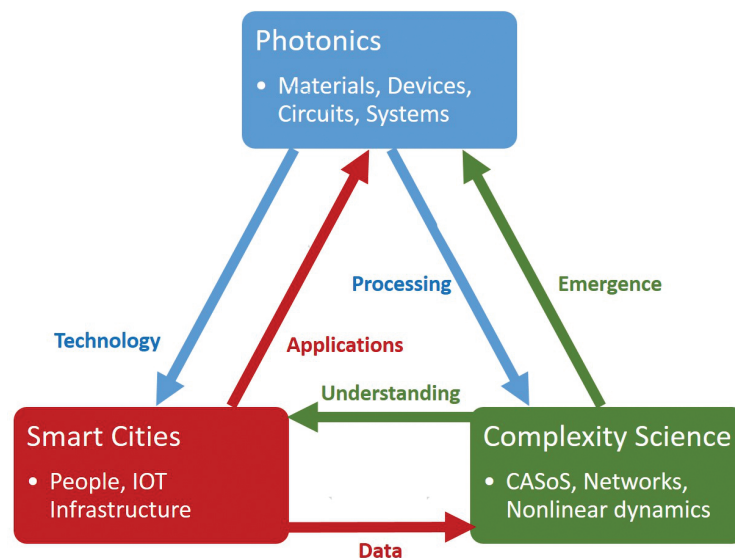 Photonics
• Materials, Devices,
Circuits, Systems
Processing
Emergence
Technology
Applications
Understanding
Smart Cities
• People, IOT
Infrastructure
Complexity Science
• CASoS, Networks,
Nonlinear dynamics
Data